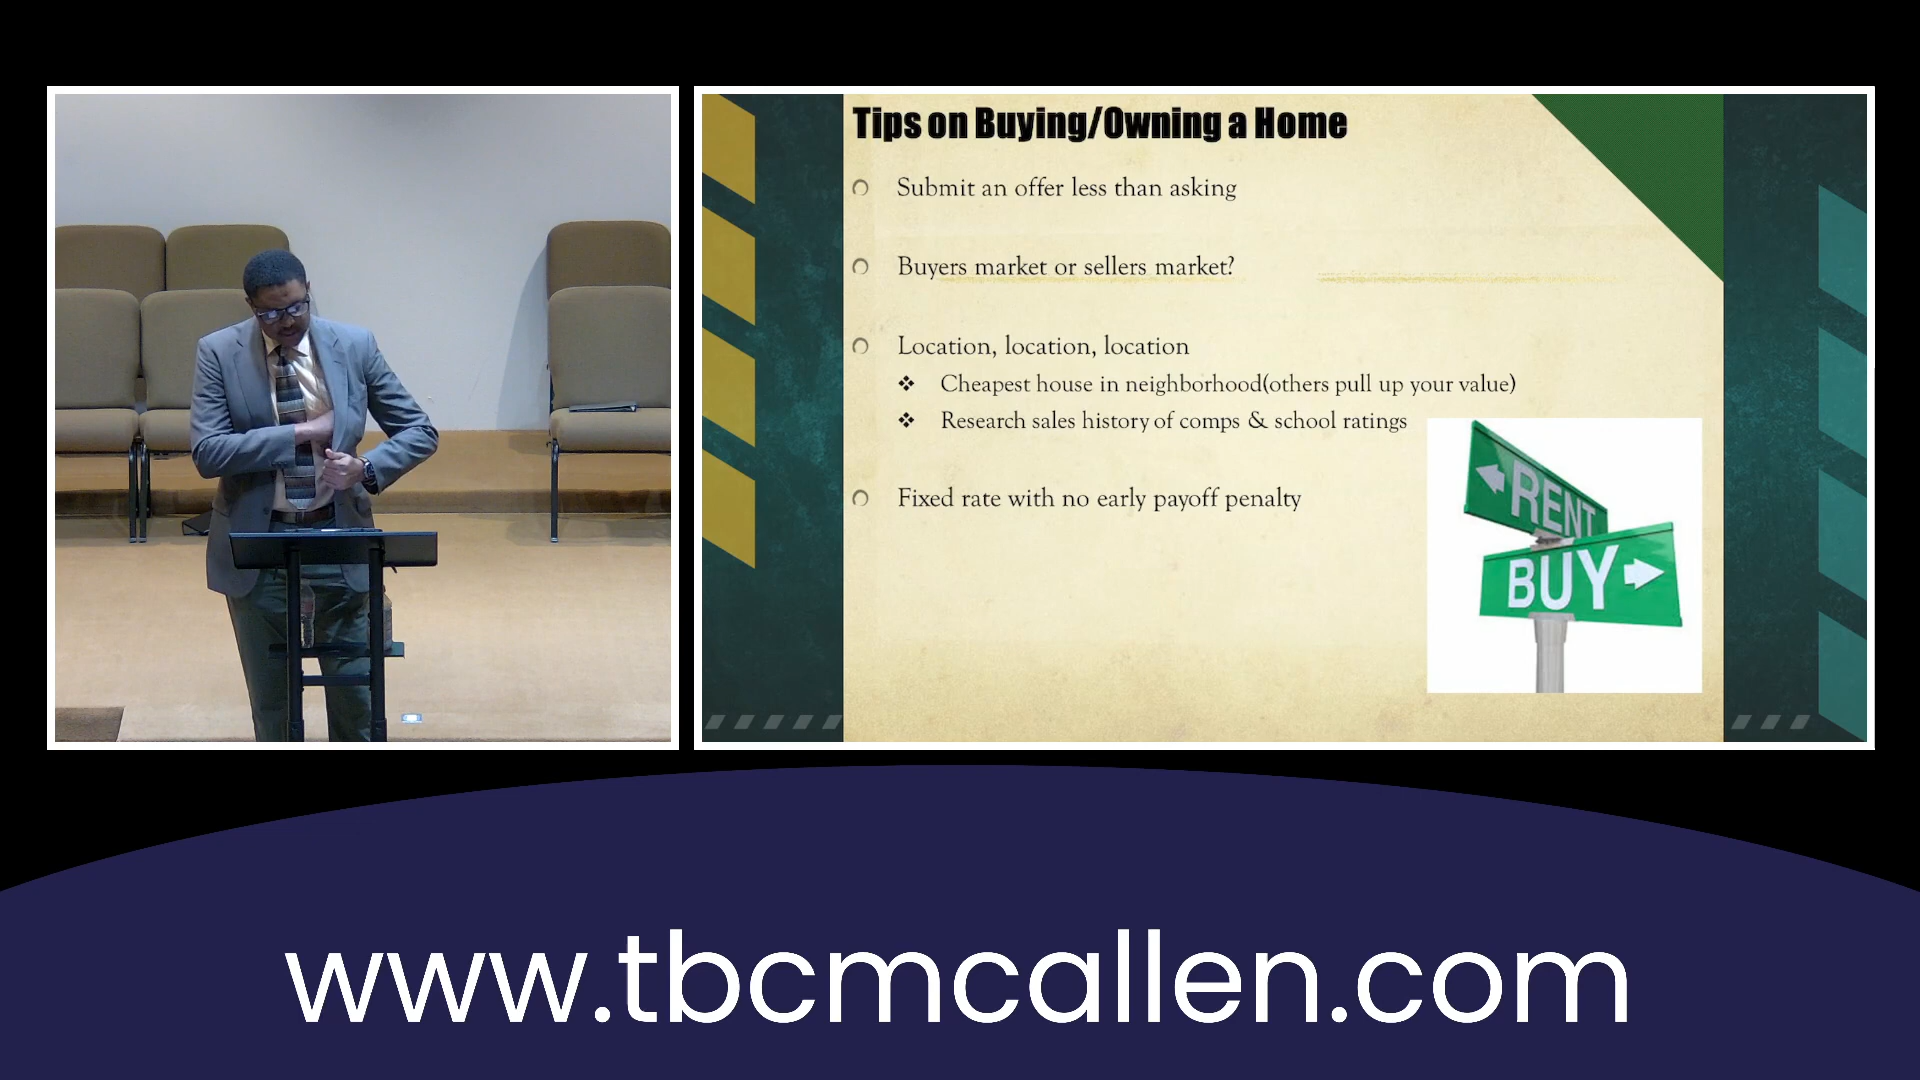 Tips on Buying/Owning a Home
Submit an offer less than asking
Buyers market or sellers market?
Location, location, location
Cheapest house in neighborhood(others pull up your value)
Research sales history of comps & school ratings
Fixed rate with no early payoff penalty
RENT
BUY
www.tbcmcallen.com